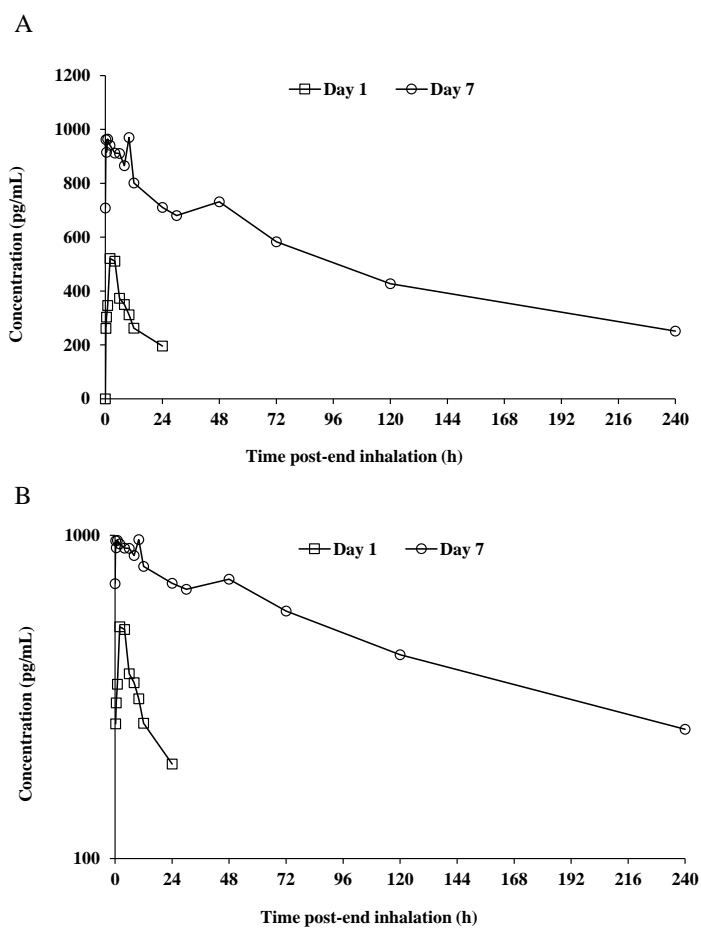 A
1200
Day 1 Day 7
1000
800
600
400
200
0
Concentration (pg/mL)
0 24 48 72 96 120 144 168 192 216 240
Time post-end inhalation (h)
B
1000
Day 1 Day 7
Concentration (pg/mL)
100
0 24 48 72 96 120 144 168 192 216 240
Time post-end inhalation (h)